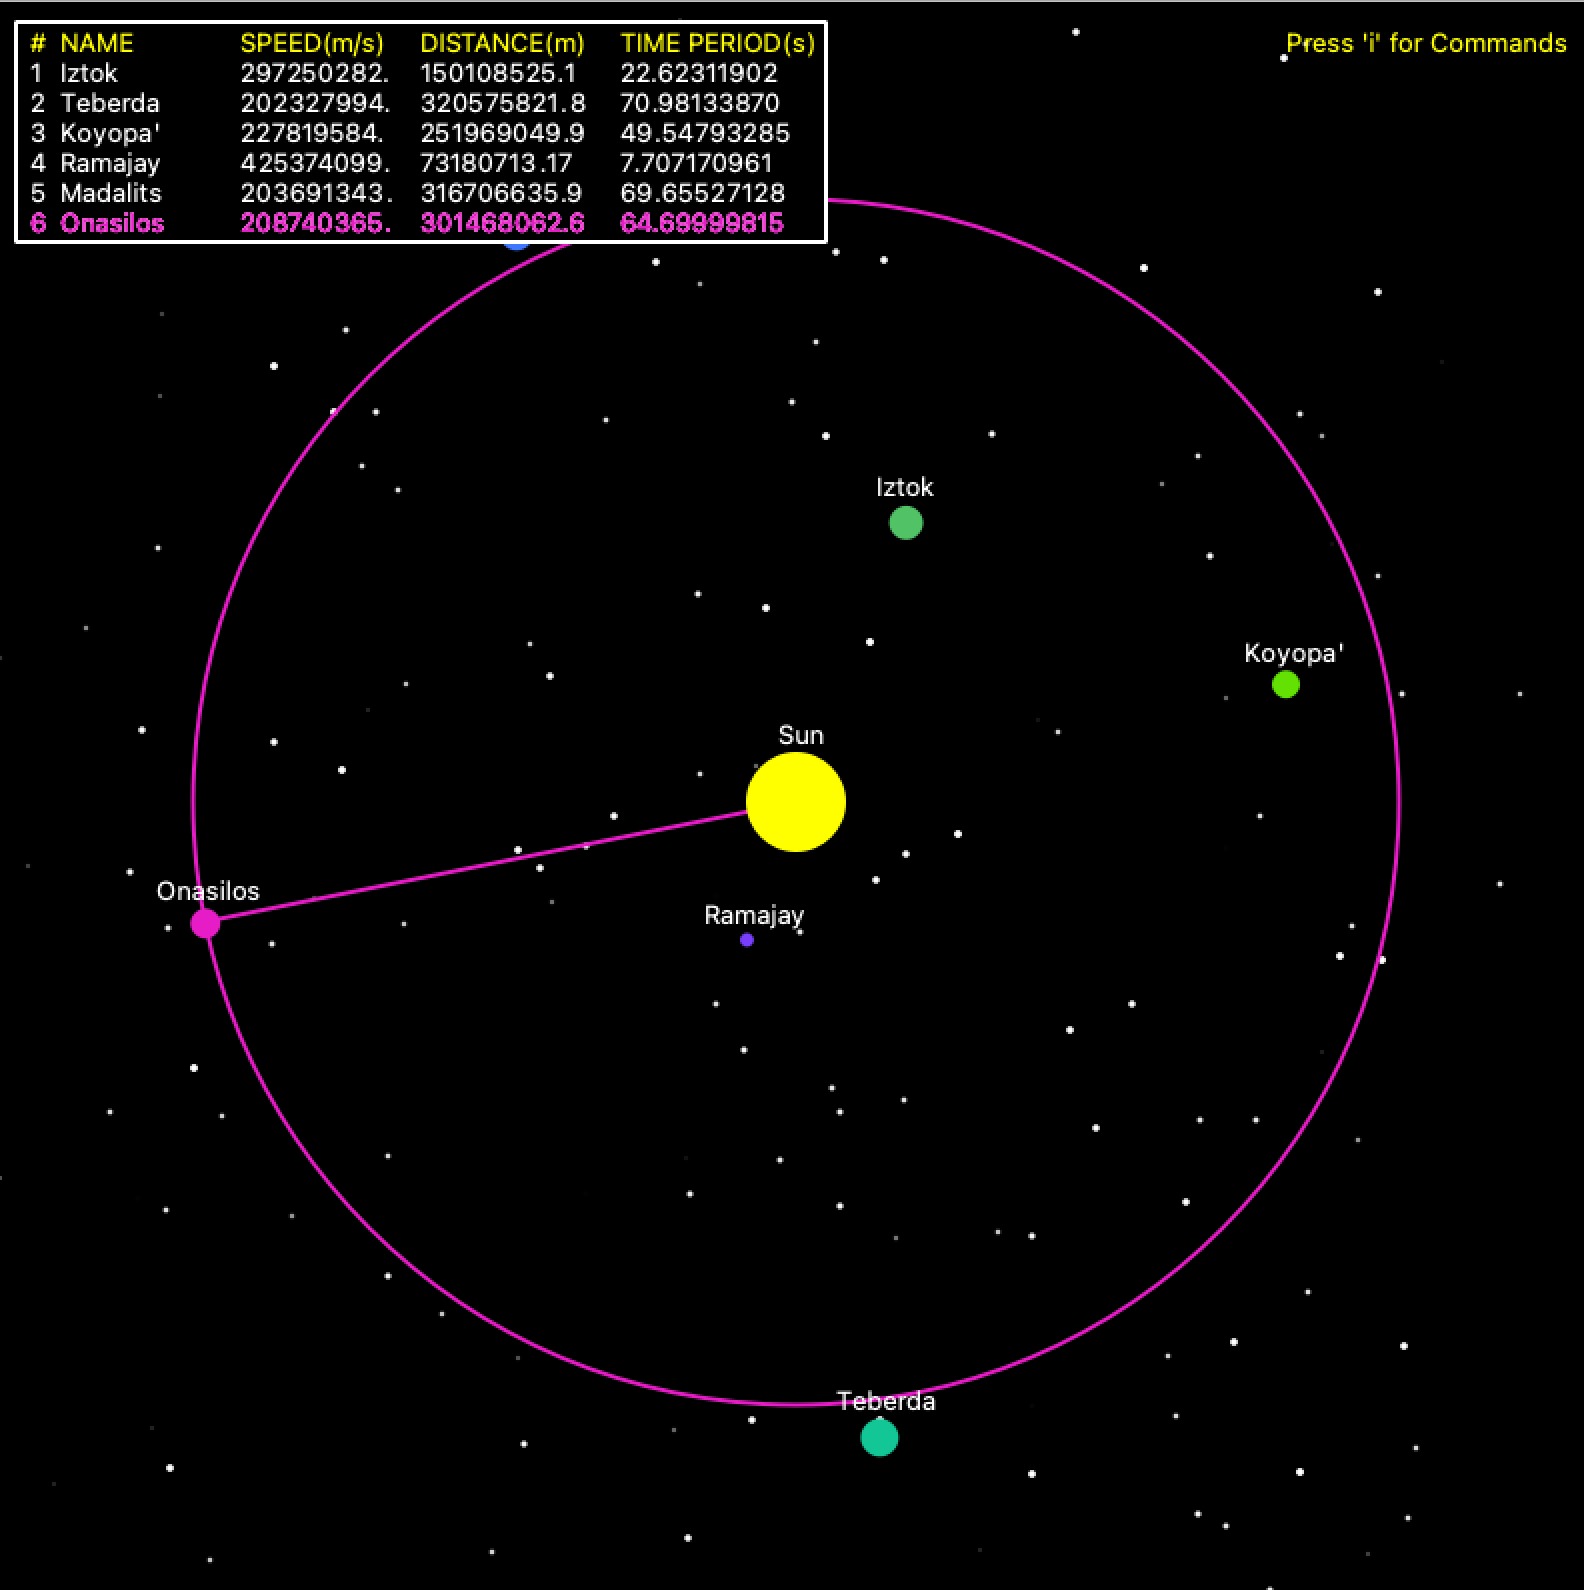 # NAME SPEED(m/s) DISTANCE(m) TIME PERIOD(s)
1 Iztok 297250282. 150108525.1 22.62311902
2 Teberda 202327994. 320575821.8 70.98133870
3 Koyopa' 227819584. 251969049.9 49.54793285
4 Ramajay 425374099. 73180713.17 7.707170961
5 Madalits 203691343. 316706635.9 69.65527128
6 Onasilos 208740365. 301468062.6 64.69999815
Press 'i' for Commands
Iztok
Koyopa'
Sun
Onasilos
Ramajay
Teberda